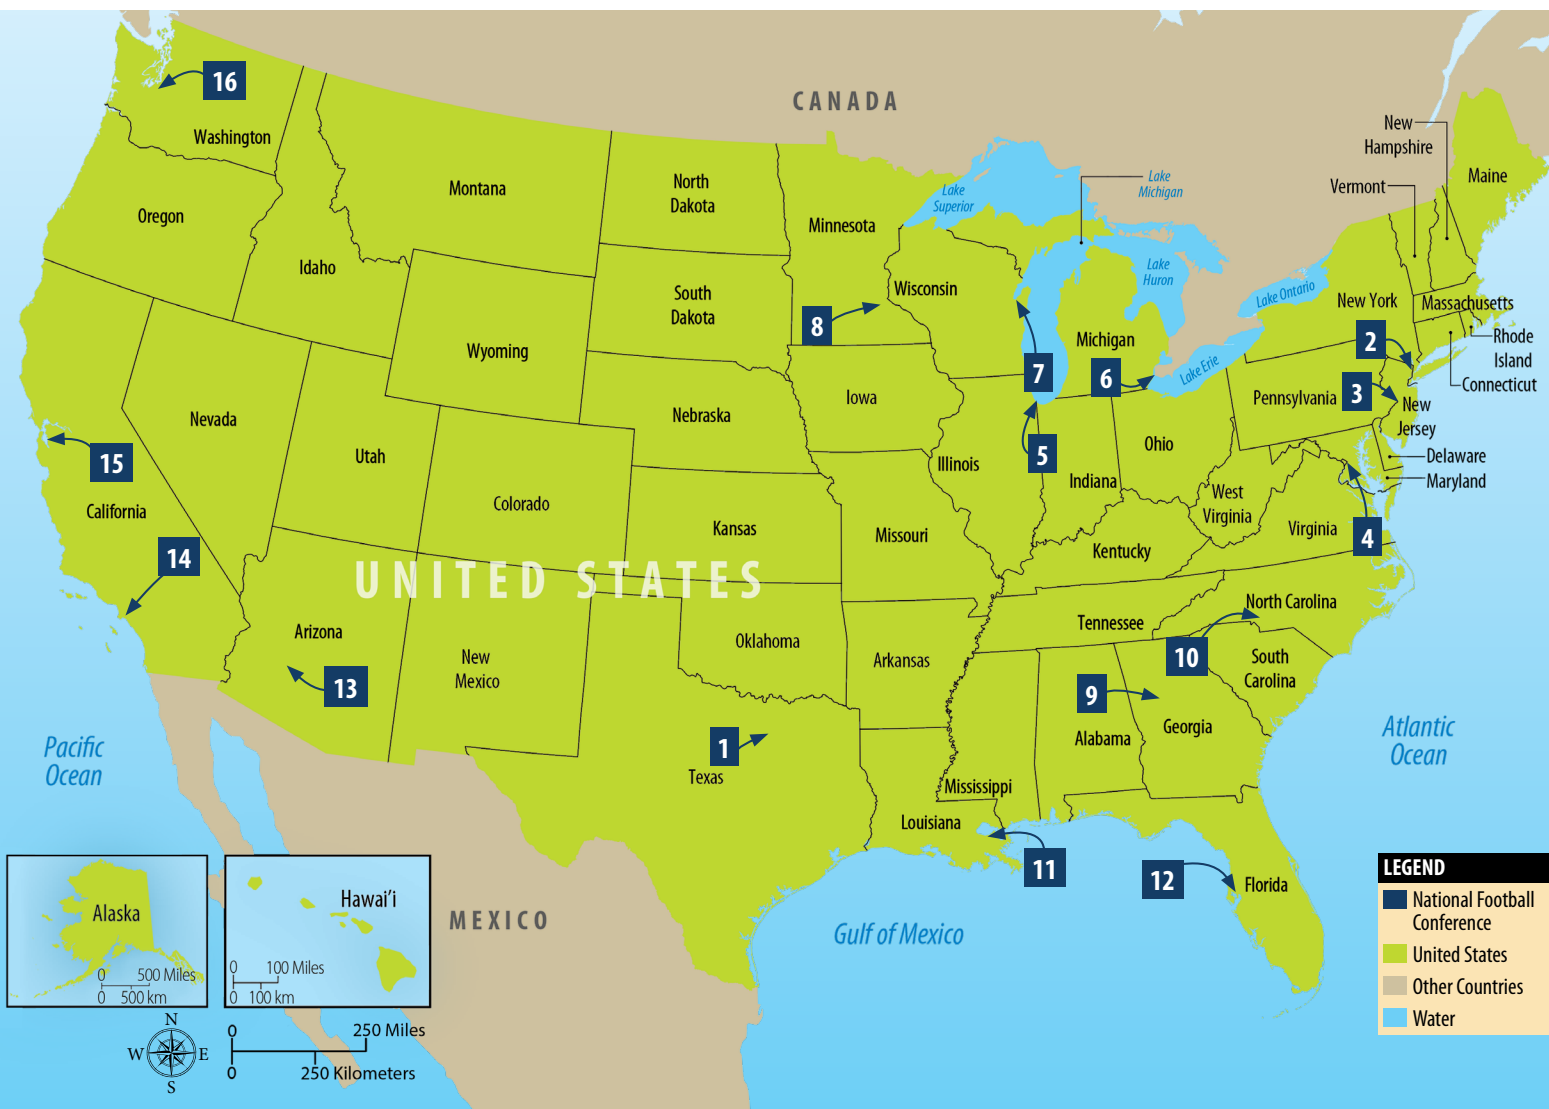 CANADA
16
Washington
Montana
North
Dakota
Minnesota
Lake
Superior
Lake
Michigan
New
Hampshire
Vermont
Maine
Oregon
Idaho
South
Dakota
Wisconsin
Lake
Huron
Lake Ontario
New York
Massachusetts
8
Wyoming
Michigan
7
6
Lake Erie
2
Rhode
Island
Connecticut
Nevada
Nebraska
Iowa
Pennsylvania
3
New
Jersey
15
Utah
Illinois
5
Ohio
Delaware
Maryland
California
Colorado
Kansas
Missouri
Indiana
West
Virginia
Virginia
4
14
Kentucky
UNITED STATES
Arizona
New
Mexico
Oklahoma
Arkansas
Tennessee
North Carolina
13
10
South
Carolina
9
1
Texas
Alabama
Georgia
Mississippi
Louisiana
Pacific
Ocean
Atlantic
Ocean
11
12
Florida
Gulf of Mexico
MEXICO
Alaska
0 500 Miles
0 500 km
Hawai’i
0 100 Miles
0 100 km
N
W E
S
0 250 Miles
0 250 Kilometers
LEGEND
National Football
Conference
United States
Other Countries
Water